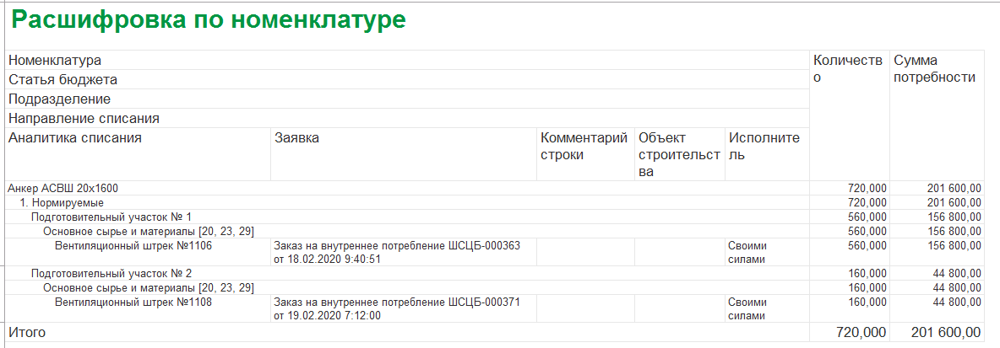 Расшифровка по номенклатуре
Номенклатура
Количеств
о
Сумма
потребности
Статья бюджета
Подразделение
Направление списания
Аналитика списания
Заявка
Комментарий
строки
Объект
строительст
ва
Исполните
ль
Анкер АСВШ 20х1600 720,000 201 600,00
1. Нормируемые 720,000 201 600,00
Подготовительный участок № 1 560,000 156 800,00
Основное сырье и материалы [20, 23, 29] 560,000 156 800,00
Вентиляционный штрек №1106 Заказ на внутреннее потребление ШСЦБ-000363 Своими 560,000 156 800,00
от 18.02.2020 9:40:51 силами
Подготовительный участок № 2 160,000 44 800,00
Основное сырье и материалы [20, 23, 29] 160,000 44 800,00
Вентиляционный штрек №1108 Заказ на внутреннее потребление ШСЦБ-000371 Своими 160,000 44 800,00
от 19.02.2020 7:12:00 силами
Итого 720,000 201 600,00